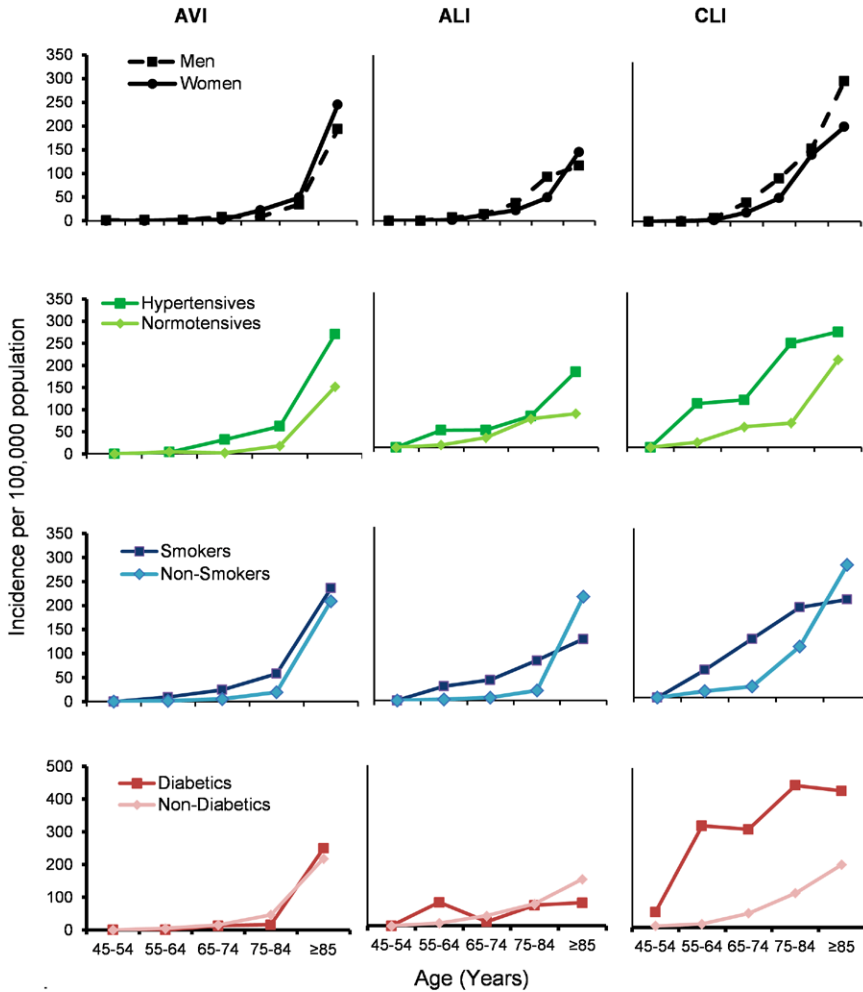 AVI ALI CLI
Incidence per 100,000 population
350
300
250
200
150
100
50
0
Men
Women
350
300
250
200
150
100
50
0
Hypertensives
Normotensives
350
300
250
200
150
100
50
0
Smokers
Non-Smokers
500
400
300
200
100
0
Diabetics
Non-Diabetics
45-54 55-64 65-74 75-84 ≥85 45-54 55-64 65-74 75-84 ≥85 45-54 55-64 65-74 75-84 ≥85
Age (Years)